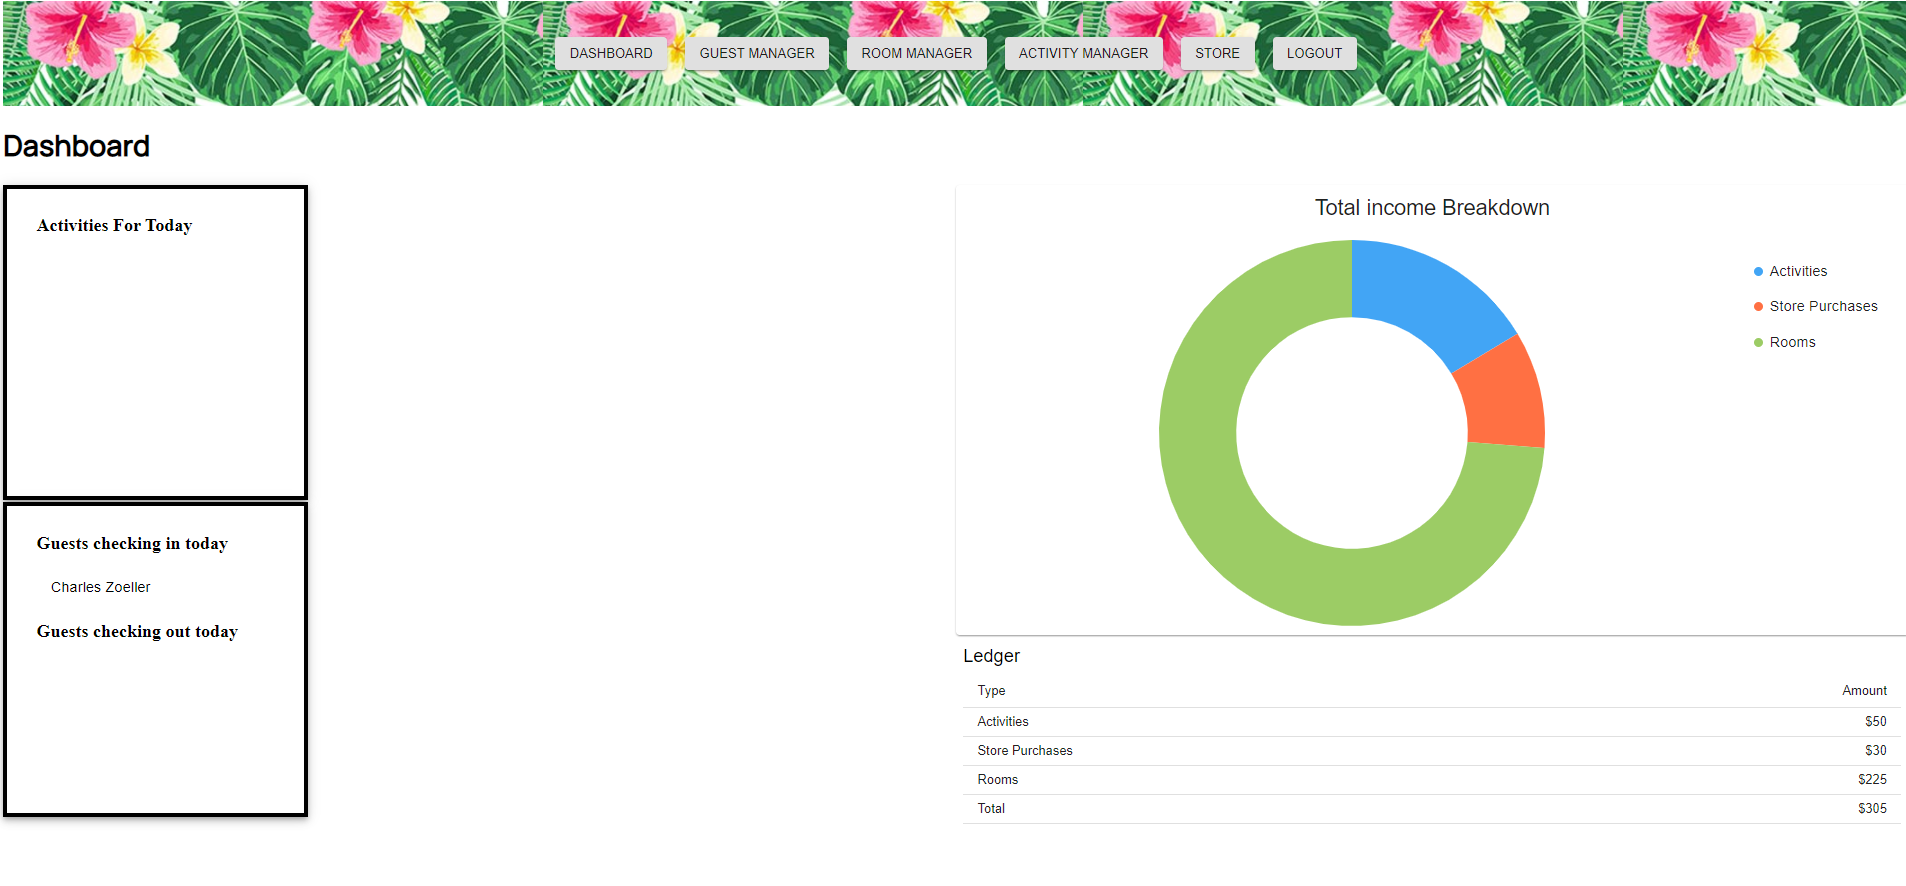 DASHBOARD
GUEST MANAGER
ROOM MANAGER
ACTIVITY MANAGER
STORE
LOGOUT
Dashboard
Activities For Today
Guests checking in today
Charles Zoeller
Guests checking out today
Total income Breakdown
Activities
Store Purchases
Rooms
Ledger
Type Amount
Activities $50
Store Purchases $30
Rooms $225
Total $305